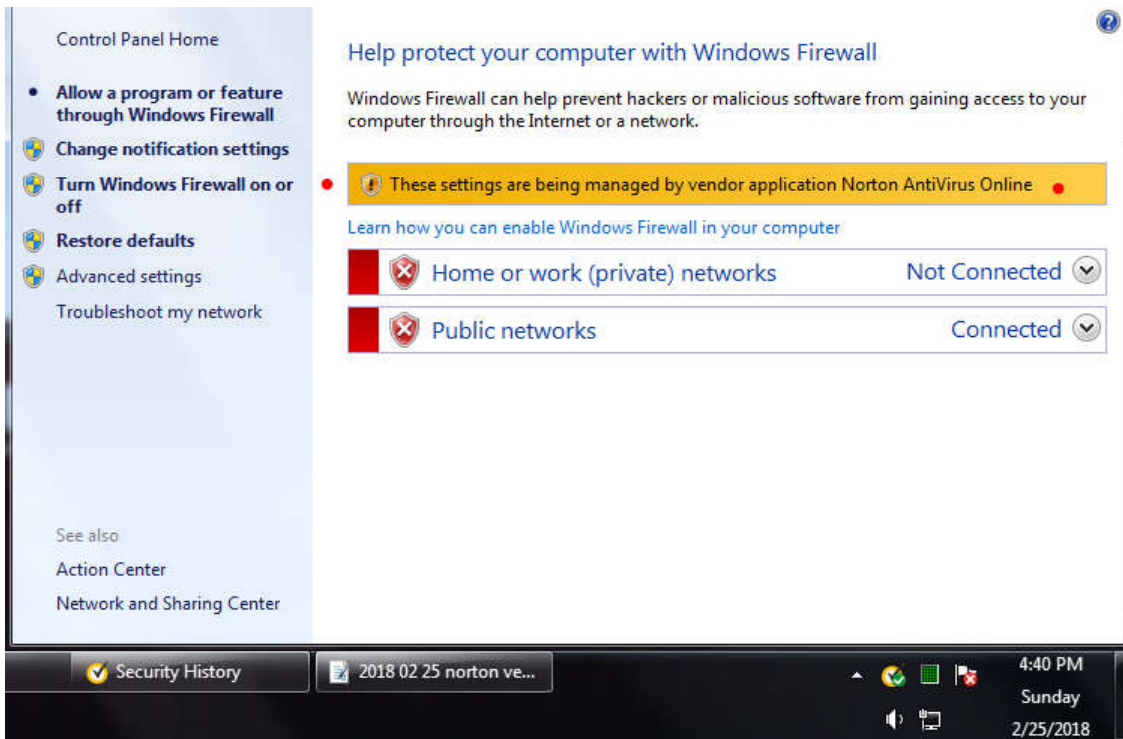 Control Panel Home
Allow a program or feature
through Windows Firewall
Change notification settings
Turn Windows Firewall on or
off
Restore defaults
Advanced settings
Troubleshoot my network
See also
Action Center
Network and Sharing Center
Help protect your computer with Windows Firewall
Windows Firewall can help prevent hackers or malicious software from gaining access to your
computer through the Internet or a network.
These settings are being managed by vendor application Norton AntiVirus Online
Learn how you can enable Windows Firewall in your computer
Home or work (private) networks Not Connected
Public networks Connected
Security History
2018 02 25 norton ve...
4:40 PM
Sunday
2/25/2018